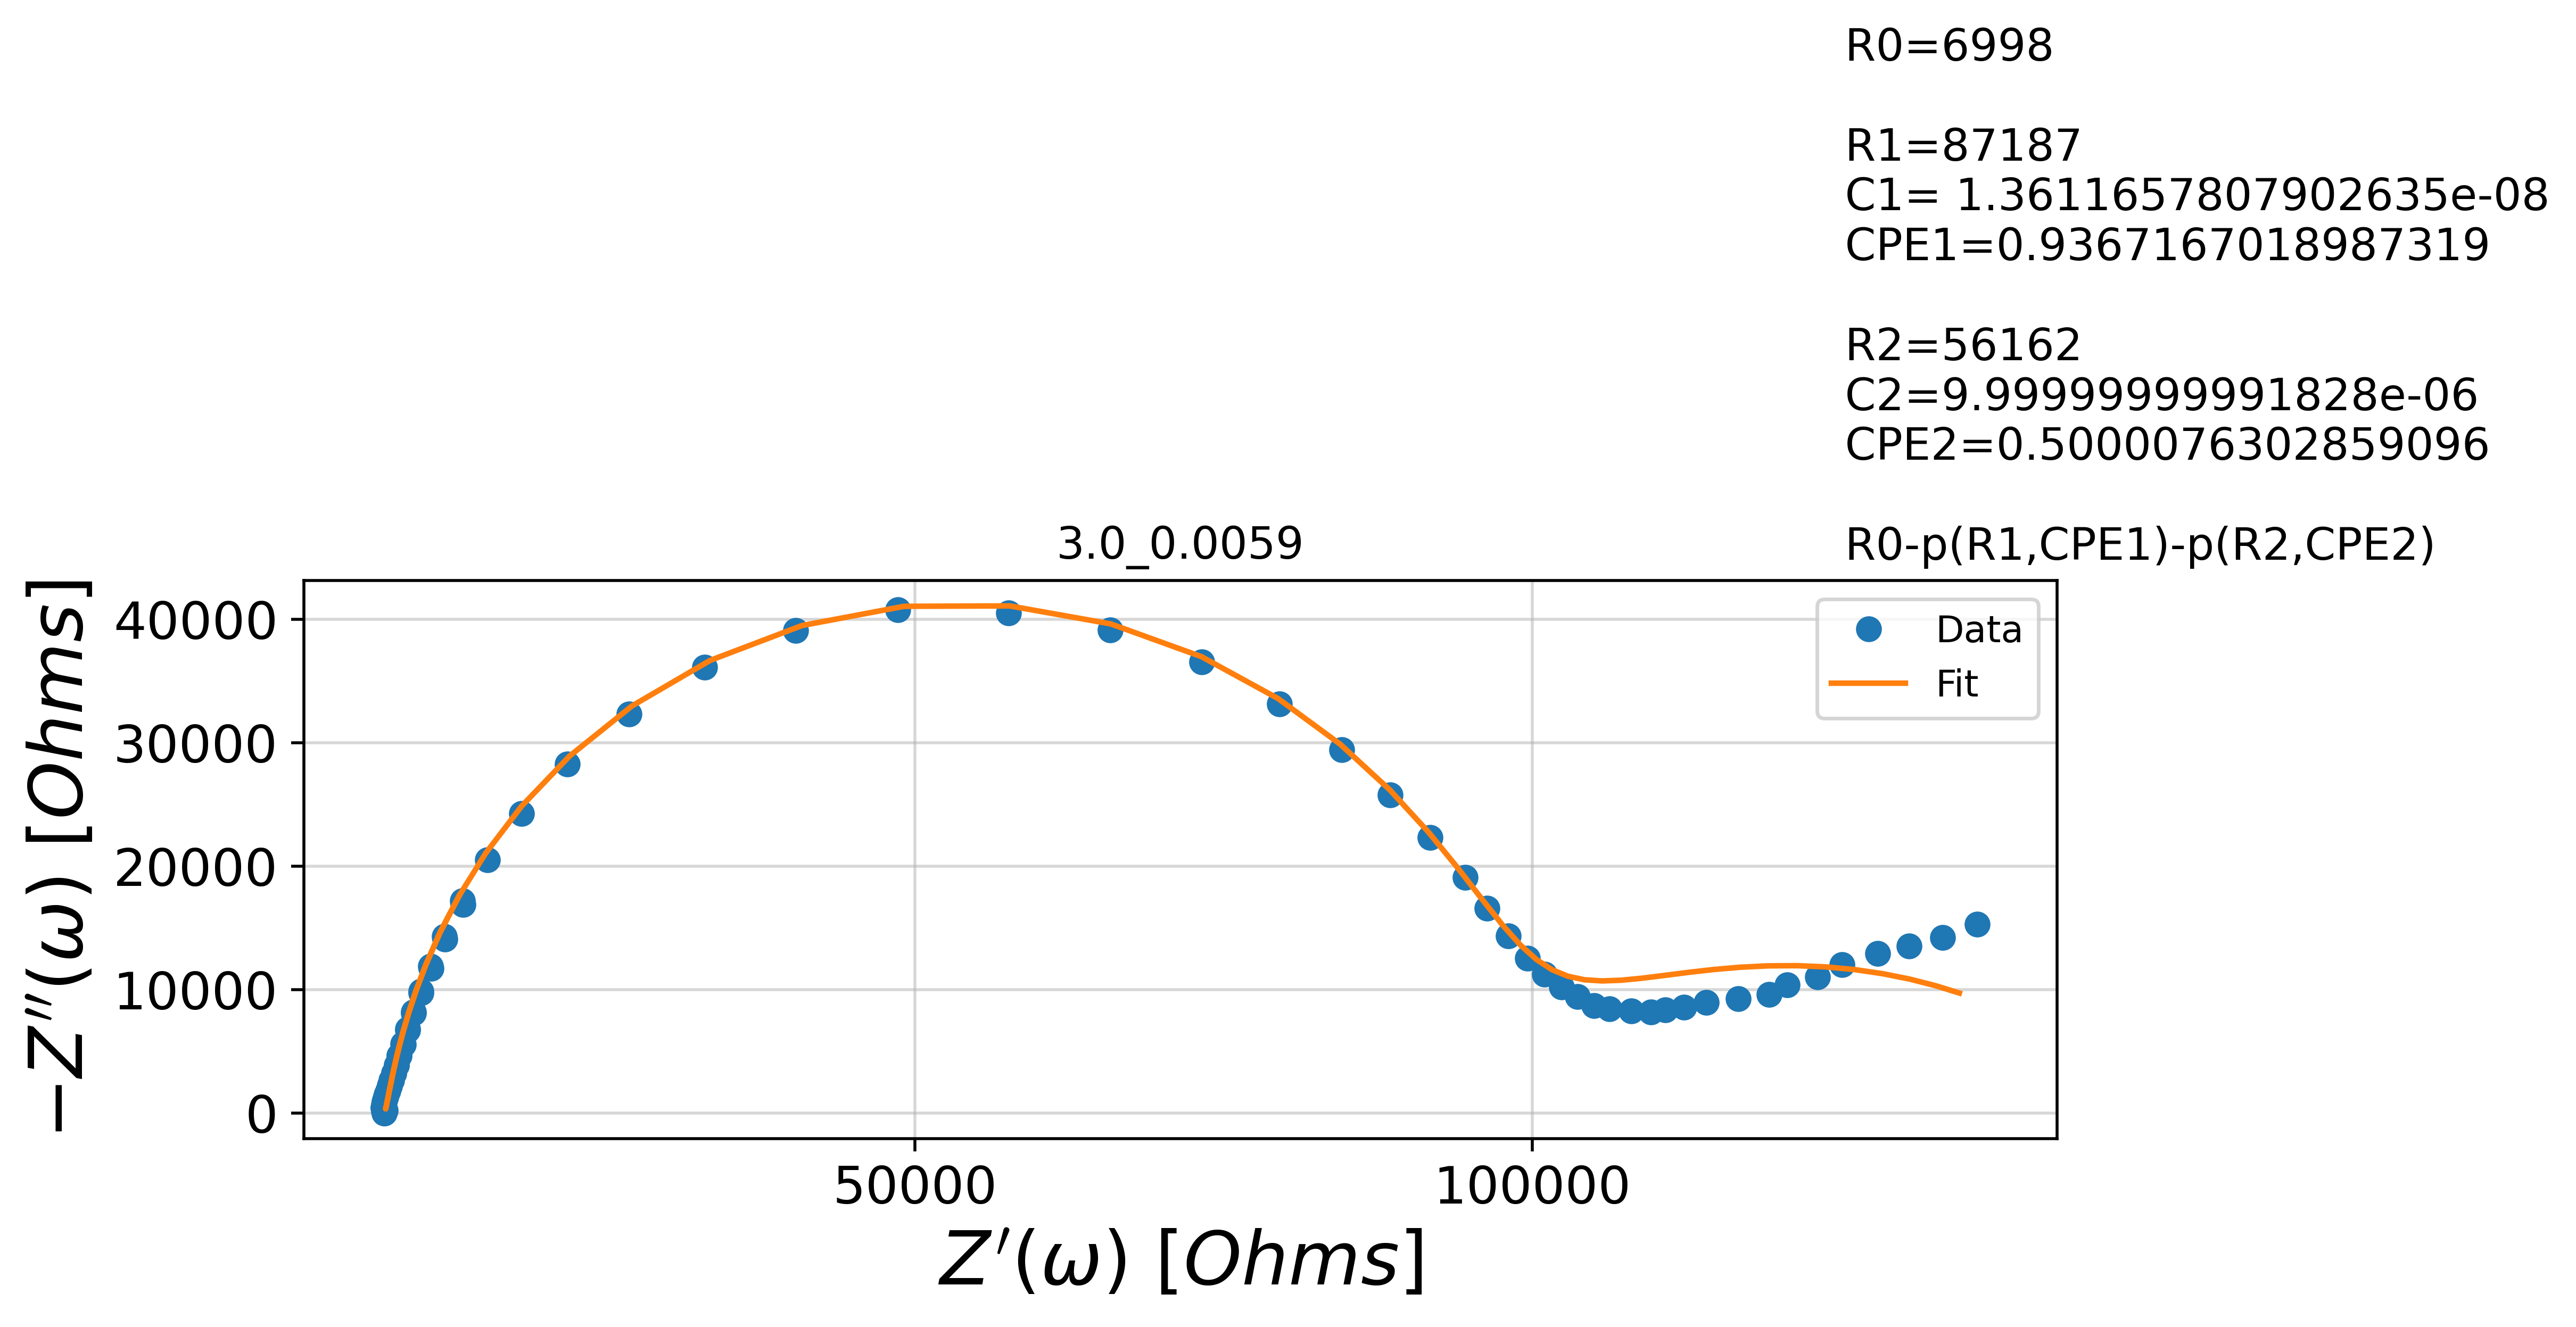 R0=6998
R1=87187
C1= 1.3611657807902635e-08
CPE1=0.9367167018987319
R2=56162
C2=9.99999999991828e-06
CPE2=0.5000076302859096
R0-p(R1,CPE1)-p(R2,CPE2)
3.0_0.0059
Data
Fit
40000
30000
20000
10000
0
−Z′′(ω) [Ohms]
50000
100000
Z′(ω) [Ohms]